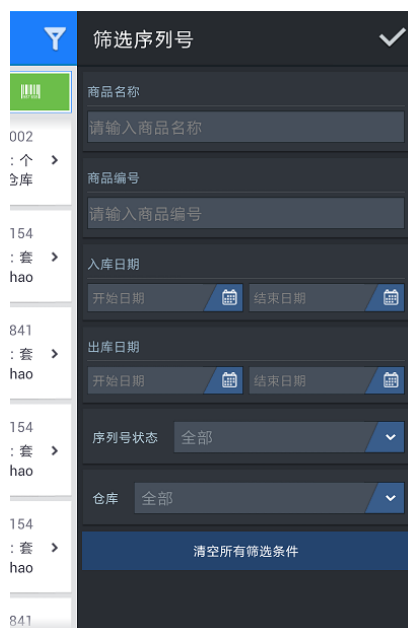 筛选序列号
002
: 个
仓库
154
: 套
hao
841
: 套
hao
154
: 套
hao
154
: 套
hao
841
商品名称
请输入商品名称
商品编号
请输入商品编号
入库日期
开始日期 结束日期
出库日期
开始日期 结束日期
序列号状态 全部
仓库 全部
清空所有筛选条件